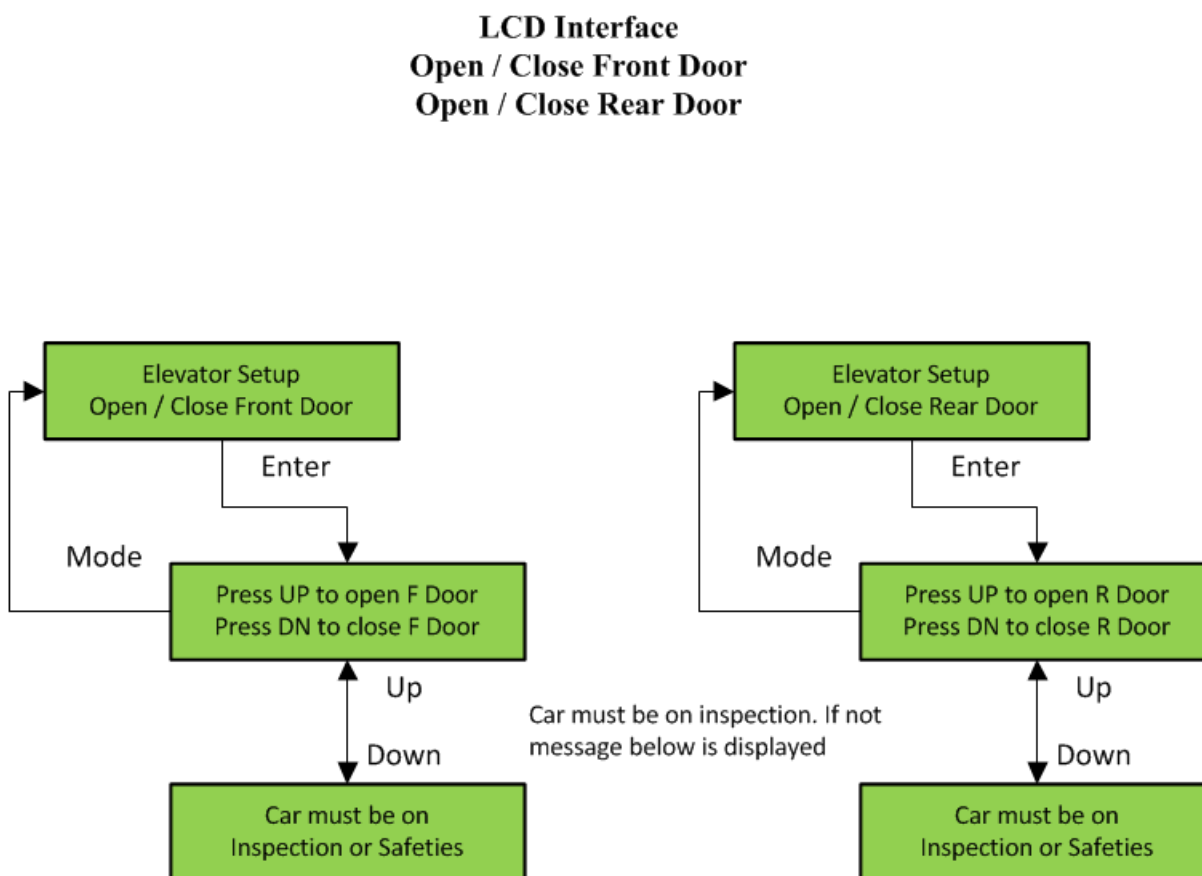 LCD Interface
Open / Close Front Door
Open / Close Rear Door
Elevator Setup
Open / Close Front Door
Enter
Mode
Press UP to open F Door
Press DN to close F Door
Up
Down
Car must be on
Inspection or Safeties
Car must be on inspection. If not
message below is displayed
Elevator Setup
Open / Close Rear Door
Enter
Mode
Press UP to open R Door
Press DN to close R Door
Up
Down
Car must be on
Inspection or Safeties